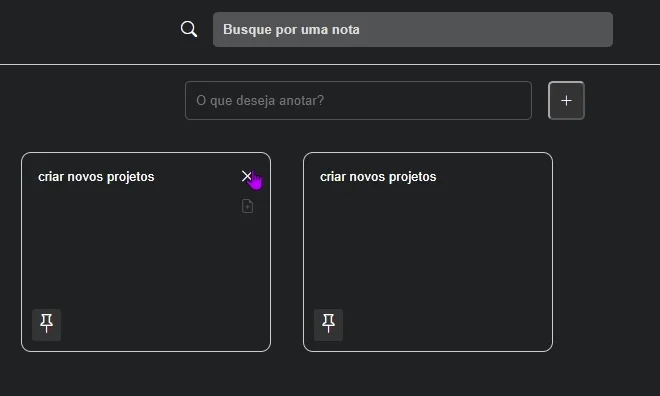 Busque por uma nota
O que deseja anotar?
criar novos projetos
criar novos projetos